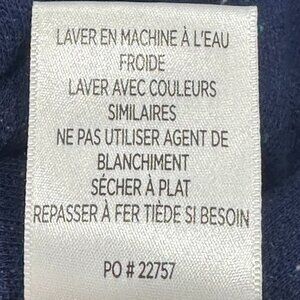 LAVER EN MACHINE À L'EAU
FROIDE
LAVER AVEC COULEURS
SIMILAIRES
NE PAS UTILISER AGENT DE
BLANCHIMENT
SÉCHER À PLAT
REPASSER À FER TIÈDE SI BESOIN
PO # 22757